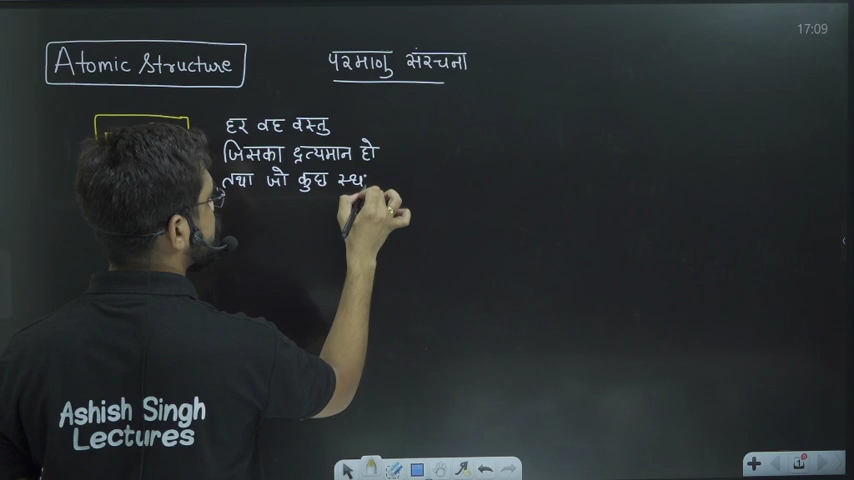 17:09
Atomic Structure
परमाणु संरचना
हर वह वस्तु
जिसका द्रव्यमान हो
तथा जो कुछ
Ashish Singh
Lectures